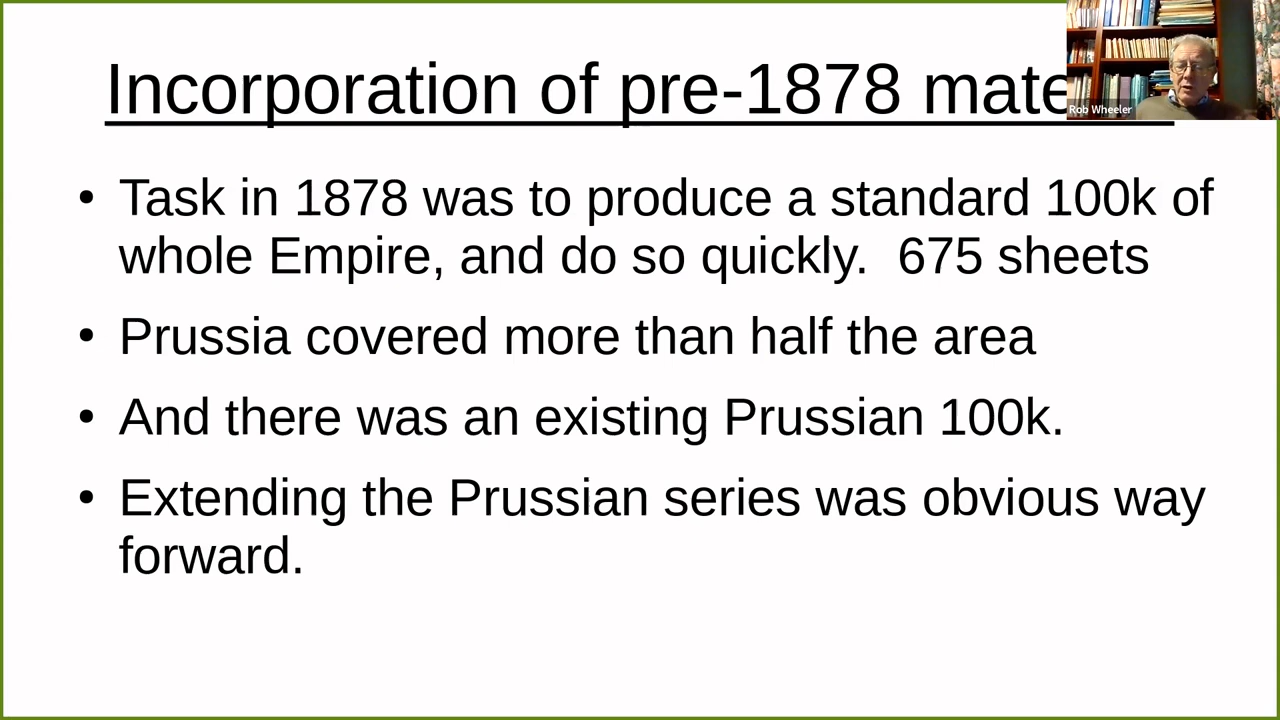 Incorporation of pre-1878 mate
Rob Wheeler
• Task in 1878 was to produce a standard 100k of
whole Empire, and do so quickly.  675 sheets
• Prussia covered more than half the area
• And there was an existing Prussian 100k.
• Extending the Prussian series was obvious way
forward.